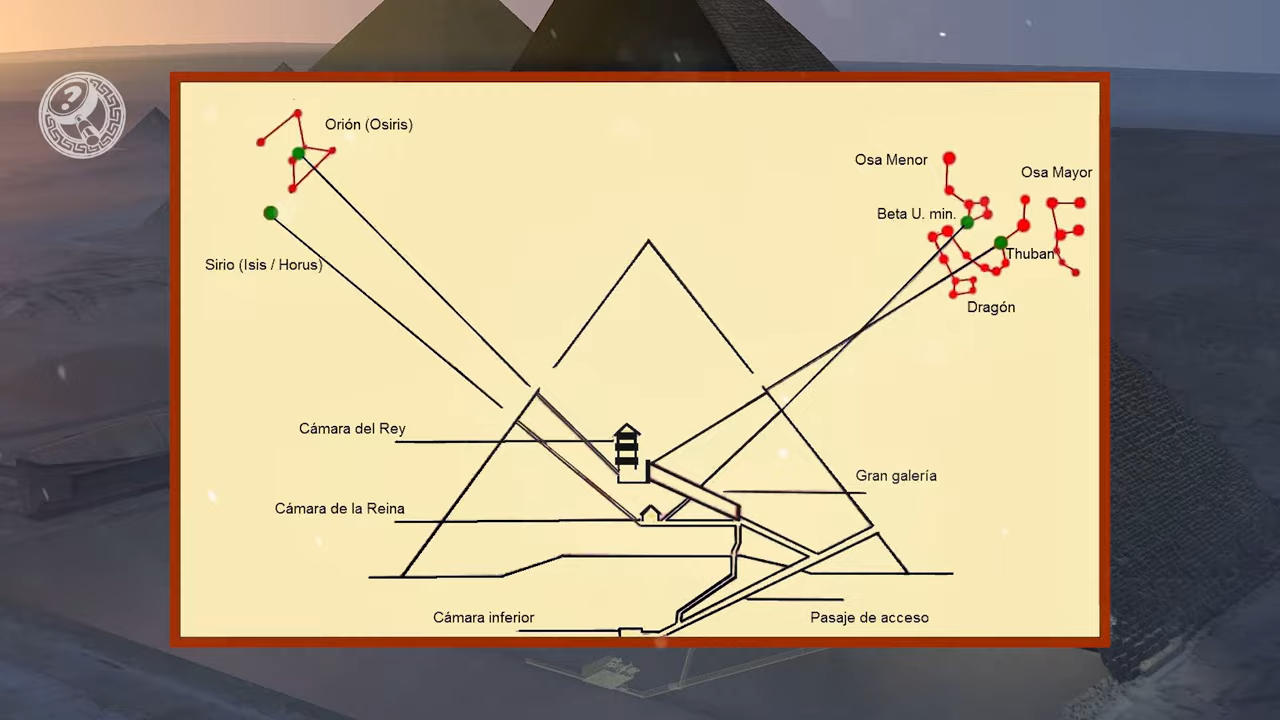 Orión (Osiris)
Osa Menor
Osa Mayor
Beta U. min.
Thuban
Sirio (Isis / Horus)
Dragón
Cámara del Rey
Gran galería
Cámara de la Reina
Cámara inferior
Pasaje de acceso